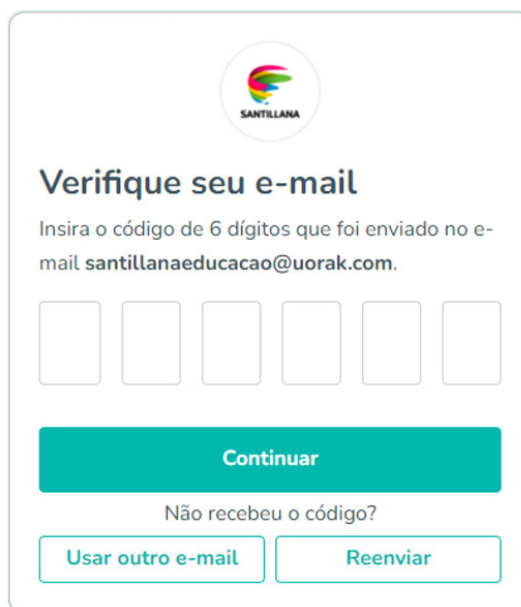 SANTILLANA
Verifique seu e-mail
Insira o código de 6 dígitos que foi enviado no e-
mail santillanaeducacao@uorak.com.
Continuar
Não recebeu o código?
Usar outro e-mail
Reenviar